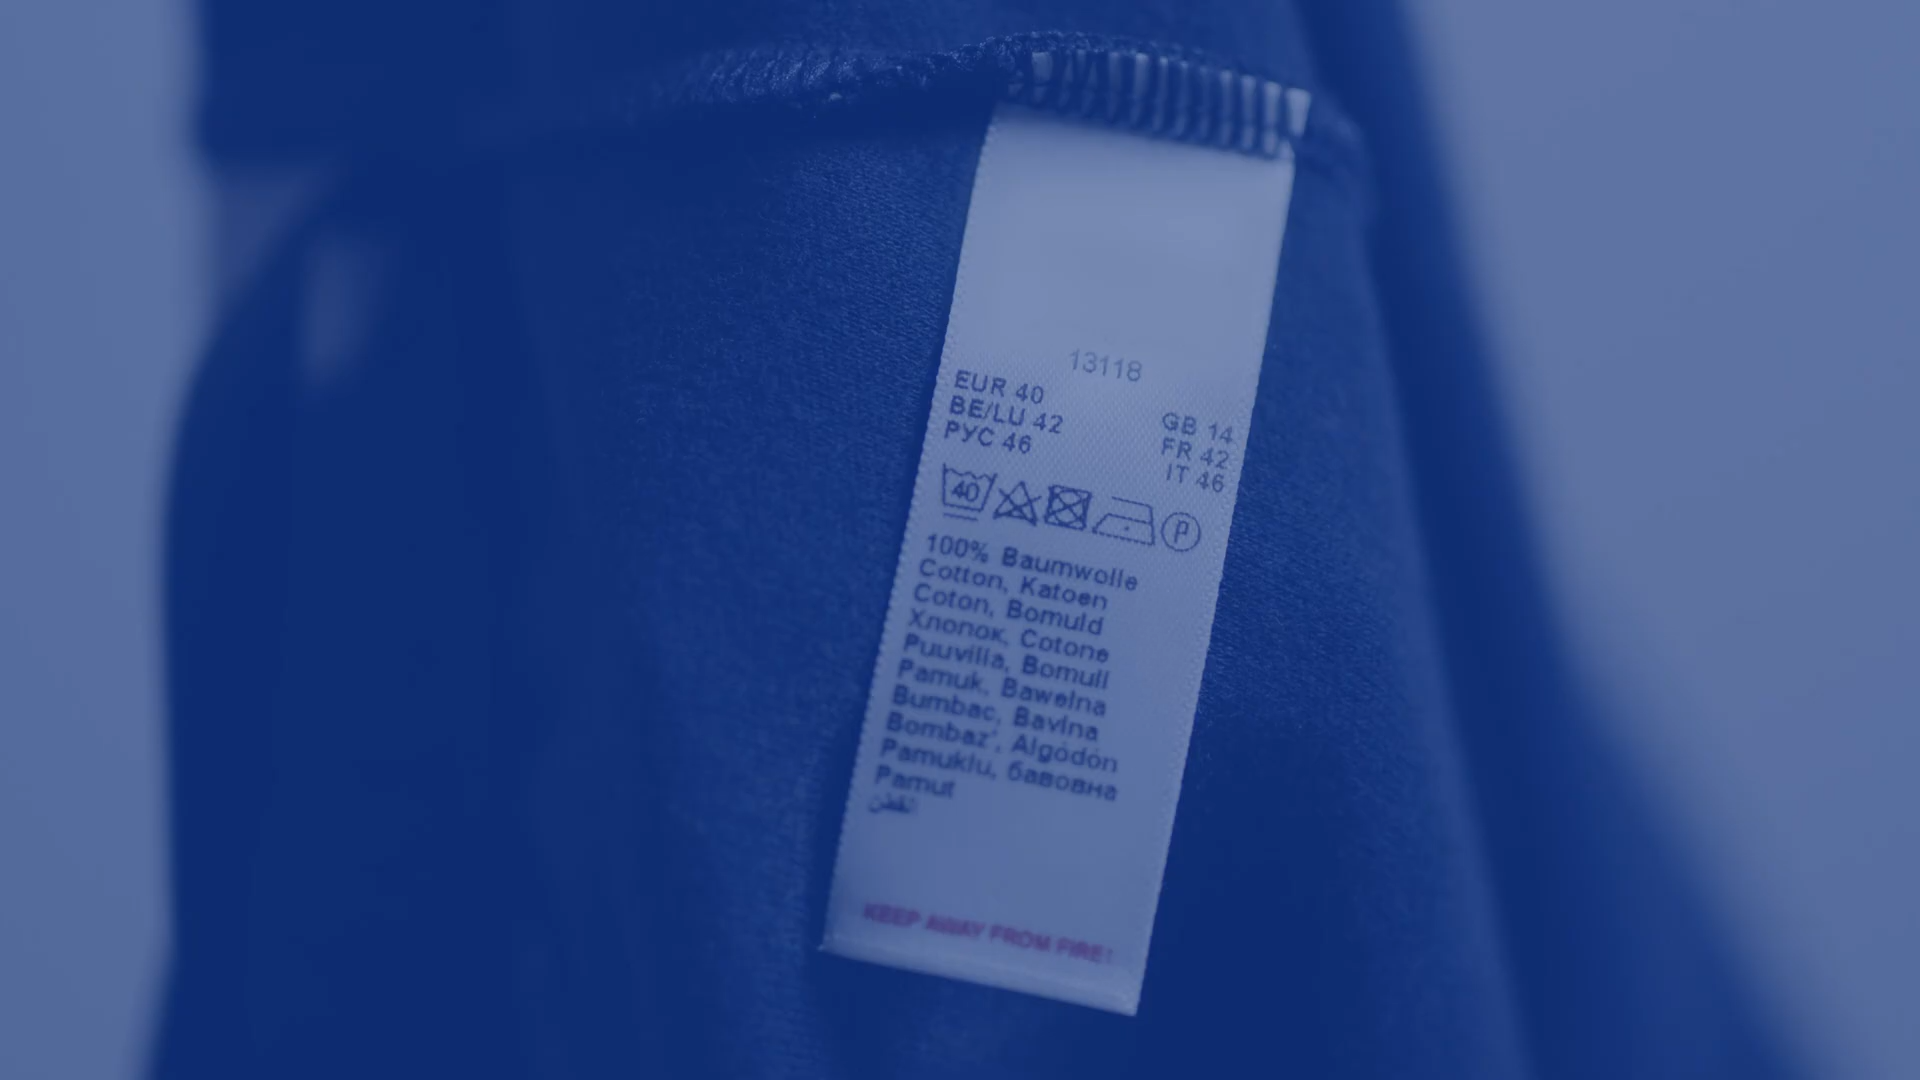 13118
EUR 40
BE/LU 42
РУС 46
GB 14
FR 42
IT 46
40
P
100% Baumwolle
Cotton, Katoen
Coton, Bomuld
Хлопок, Cotone
Puuvilla, Bomull
Pamuk, Bawełna
Bumbac, Bavlna
Bombaz', Algodón
Pamuklu, бавовна
Pamut
القطن
KEEP AWAY FROM FIRE!